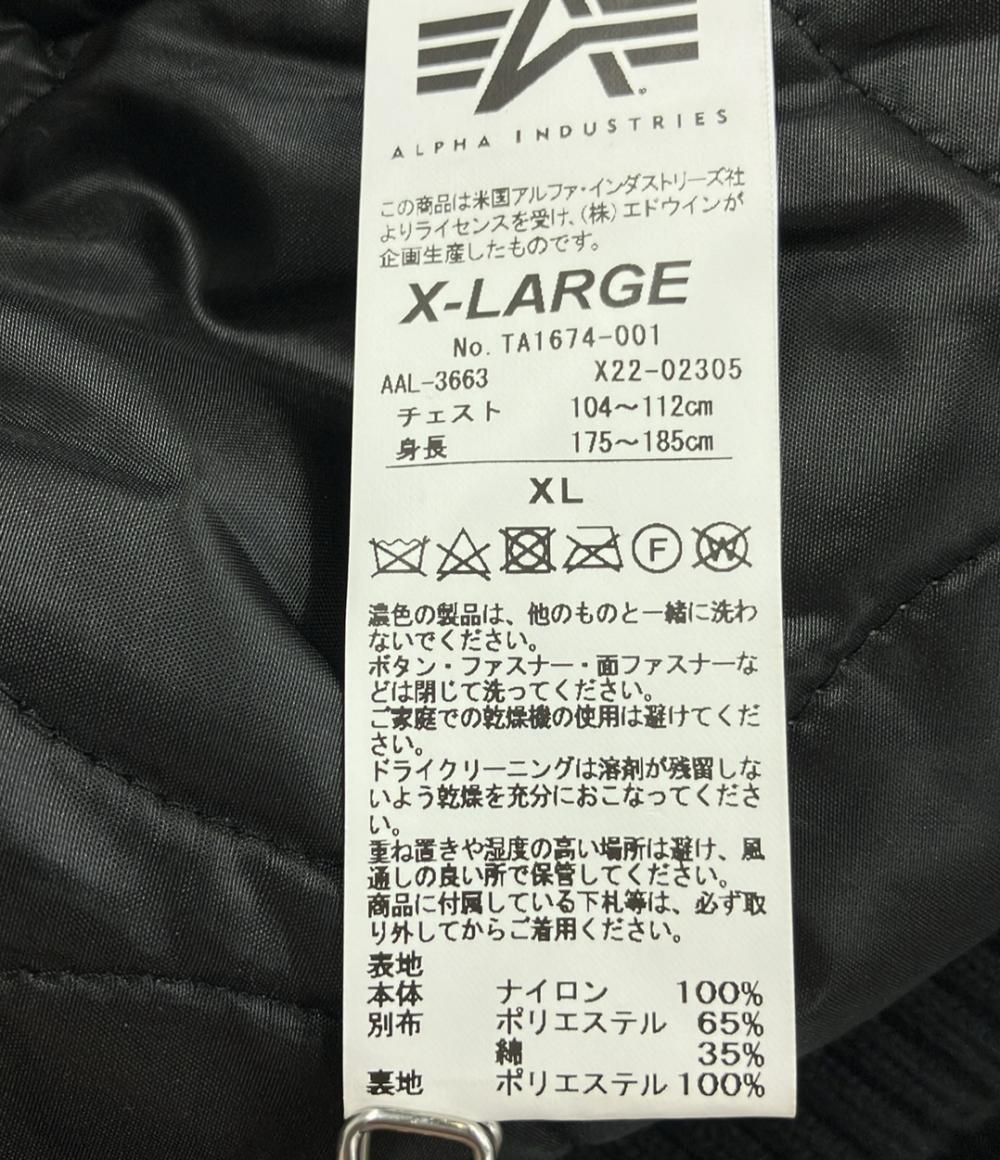 ALPHA INDUSTRIES
この商品は米国アルファ・インダストリーズ社
よりライセンスを受け、(株)エドウインが
企画生産したものです。
X-LARGE
No. TA1674-001
AAL-3663 X22-02305
チェスト 104～112cm
身長 175～185cm
XL
F W
濃色の製品は、他のものと一緒に洗わ
ないでください。
ボタン・ファスナー・面ファスナーな
どは閉じて洗ってください。
ご家庭での乾燥機の使用は避けてくだ
さい。
ドライクリーニングは溶剤が残留しな
いよう乾燥を充分におこなってくださ
い。
重ね置きや湿度の高い場所は避け、風
通しの良い所で保管してください。
商品に付属している下札等は、必ず取
り外してからご着用ください。
表地
本体 ナイロン 100%
別布 ポリエステル 65%
綿 35%
裏地 ポリエステル 100%